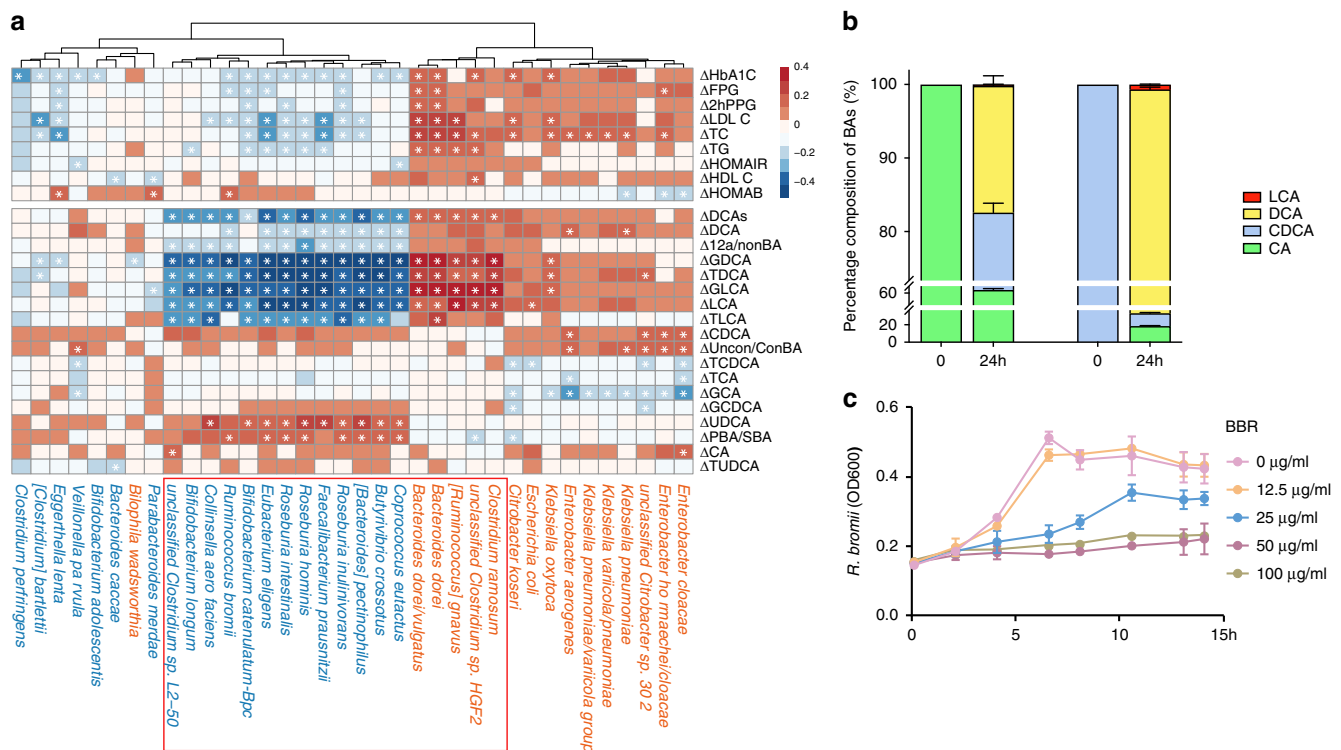 a
ΔHbA1C
ΔFPG
Δ2hPPG
ΔLDL C
ΔTC
ΔTG
ΔHOMAIR
ΔHDL C
ΔHOMAB
ΔDCAs
ΔDCA
Δ12a/nonBA
ΔGDCA
ΔTDCA
ΔGLCA
ΔLCA
ΔTLCA
ΔCDCA
ΔUncon/ConBA
ΔTCDCA
ΔTCA
ΔGCA
ΔGCDCA
ΔUDCA
ΔPBA/SBA
ΔCA
ΔTUDCA
0.4
0.2
0
−0.2
−0.4
Clostridium perfringens
[Clostridium] bartlettii
Eggerthella lenta
Veillonella pa rvula
Bifidobacterium adolescentis
Bacteroides caccae
Bilophila wadsworthia
Parabacteroides merdae
unclassified Clostridium sp. L2−50
Bifidobacterium longum
Collinsella aero faciens
Ruminococcus bromii
Bifidobacterium catenulatum-Bpc
Eubacterium eligens
Roseburia intestinalis
Roseburia hominis
Faecalibacterium prausnitzii
Roseburia inulinivorans
[Bacteroides] pectinophilus
Butyrivibrio crossotus
Coprococcus eutactus
Bacteroides dorei/vulgatus
Bacteroides dorei
[Ruminococcus] gnavus
unclassified Clostridium sp. HGF2
Clostridium ramosum
Citrobacter koseri
Escherichia coli
Klebsiella oxytoca
Enterobacter aerogenes
Klebsiella pneumoniae/variicola group
Klebsiella variicola/pneumoniae
Klebsiella pneumoniae
unclassified Citrobacter sp. 30 2
Enterobacter ho rmaechei/cloacae
Enterobacter cloacae
b
Percentage composition of BAs (%)
100
90
80
60
20
0
0
24h
0
24h
LCA
DCA
CDCA
CA
c
R. bromii (OD600)
0.6
0.4
0.2
0.0
0
5
10
15h
BBR
0 μg/ml
12.5 μg/ml
25 μg/ml
50 μg/ml
100 μg/ml